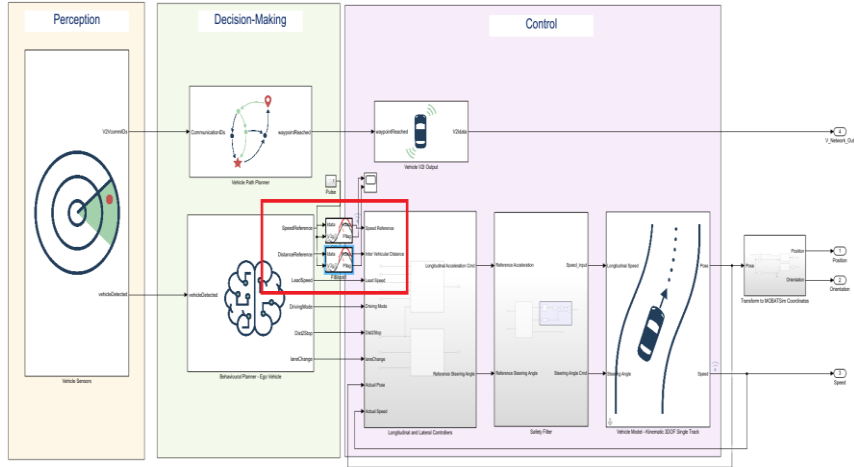 Perception
Decision-Making
Control
V2VcommIDs
CommunicationIDs
waypointReached
waypointReached
V2Idata
4
V_Network_Out
Vehicle Path Planner
Vehicle V2I Output
Pulse
SpeedReference
Speed Reference
DistanceReference
Inter Vehicular Distance
LeadSpeed
Lead Speed
vehicleDetected
vehicleDetected
DrivingMode
Driving Mode
Dist2Stop
Dist2Stop
laneChange
laneChange
Actual Pose
Actual Speed
Longitudinal Acceleration Cmd
Reference Acceleration
Speed_Input
Longitudinal Speed
Pose
Reference Steering Angle
Reference Steering Angle
Steering Angle Cmd
Steering Angle
Speed
Position
1
Position
Orientation
2
Orientation
Transform to MOBATSim Coordinates
3
Speed
Vehicle Sensors
Behavioural Planner - Ego Vehicle
Longitudinal and Lateral Controllers
Safety Filter
Vehicle Model - Kinematic 3DOF Single Track